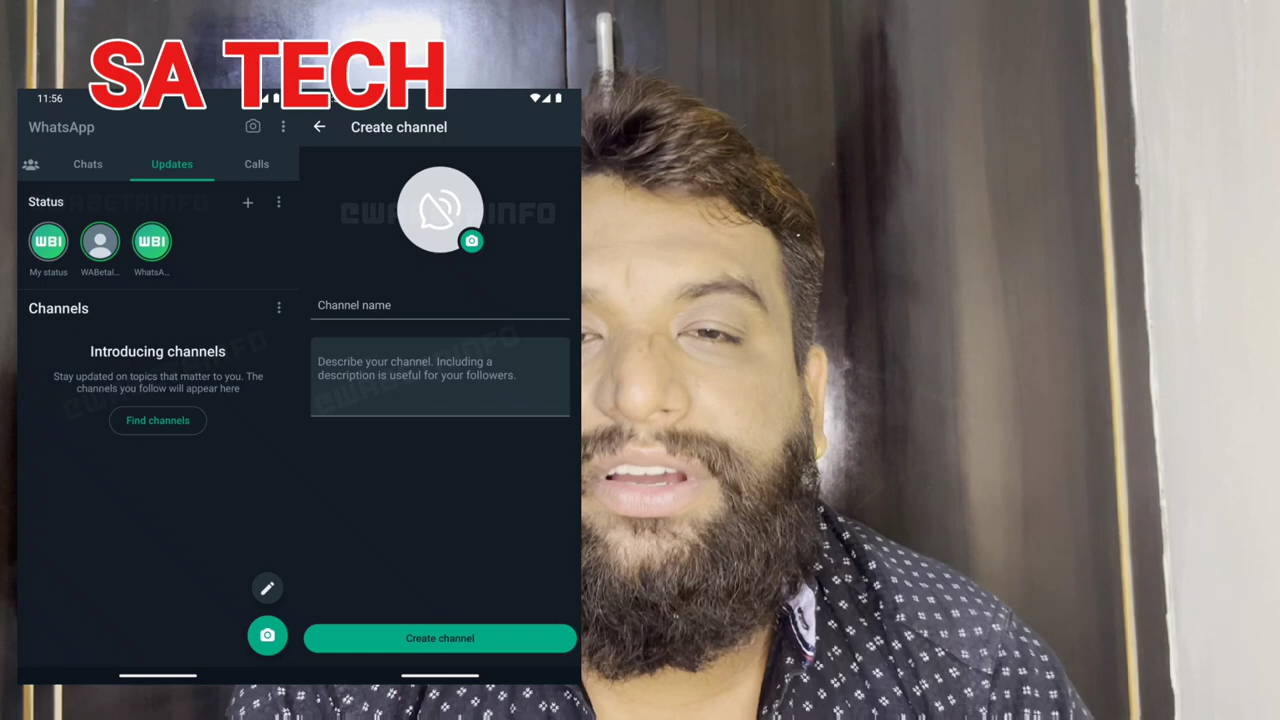 SA TECH
11:56
WhatsApp
Chats
Updates
Calls
Status
WBI
WBI
My status
WABetaI...
WhatsA...
Channels
Introducing channels
Stay updated on topics that matter to you. The
channels you follow will appear here
Find channels
Create channel
Channel name
Describe your channel. Including a
description is useful for your followers.
Create channel